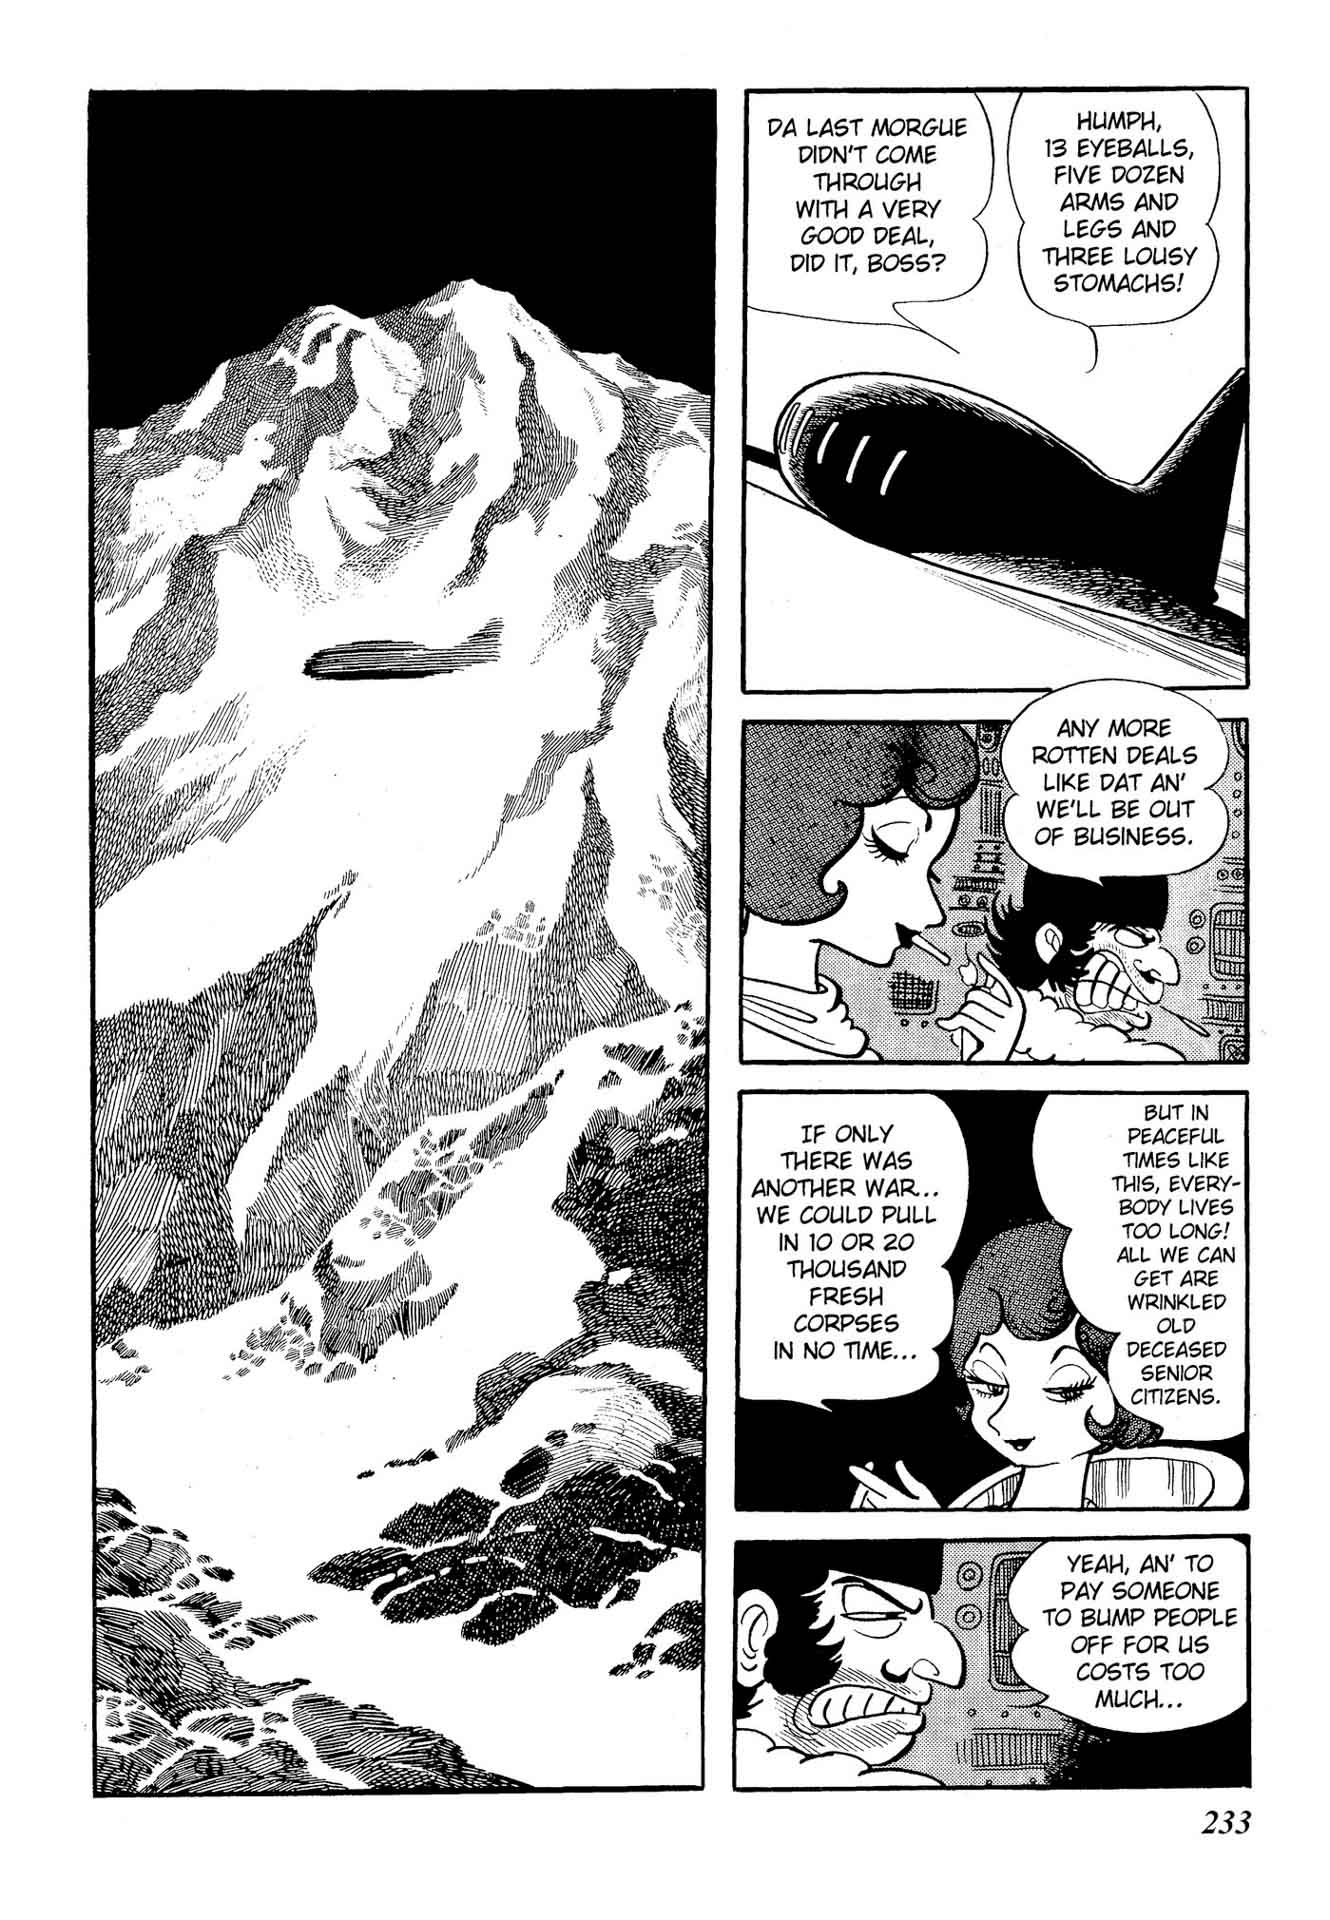 HUMPH,
13 EYEBALLS,
FIVE DOZEN
ARMS AND
LEGS AND
THREE LOUSY
STOMACHS!
DA LAST MORGUE
DIDN'T COME
THROUGH
WITH A VERY
GOOD DEAL,
DID IT, BOSS?
ANY MORE
ROTTEN DEALS
LIKE DAT AN'
WE'LL BE OUT
OF BUSINESS.
BUT IN
PEACEFUL
TIMES LIKE
THIS, EVERY-
BODY LIVES
TOO LONG!
ALL WE CAN
GET ARE
WRINKLED
OLD
DECEASED
SENIOR
CITIZENS.
IF ONLY
THERE WAS
ANOTHER WAR...
WE COULD PULL
IN 10 OR 20
THOUSAND
FRESH
CORPSES
IN NO TIME...
YEAH, AN' TO
PAY SOMEONE
TO BUMP PEOPLE
OFF FOR US
COSTS TOO
MUCH...
233